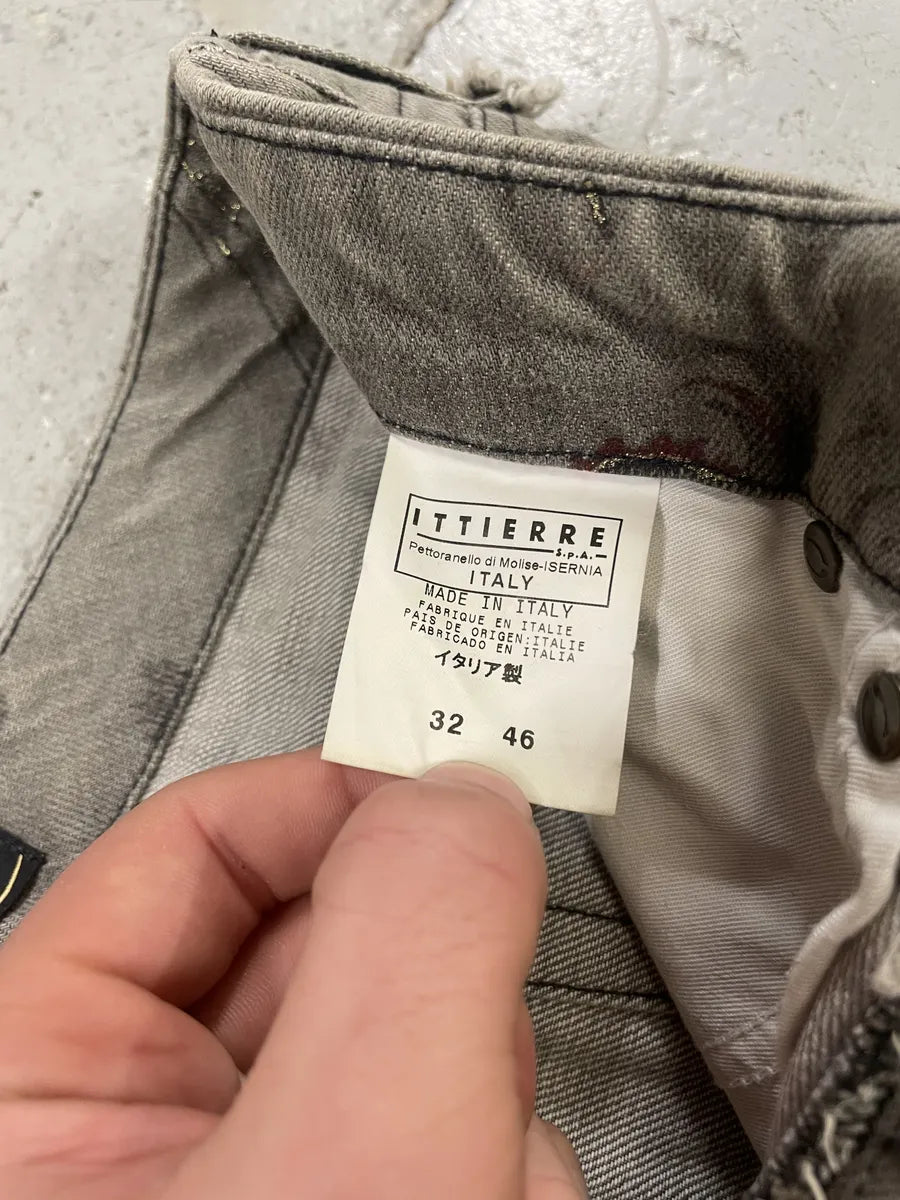 ITTIERRE
S.p.A.
Pettoranello di Molise-ISERNIA
ITALY
MADE IN ITALY
FABRIQUE EN ITALIE
PAIS DE ORIGEN:ITALIE
FABRICADO EN ITALIA
イタリア製
32 46